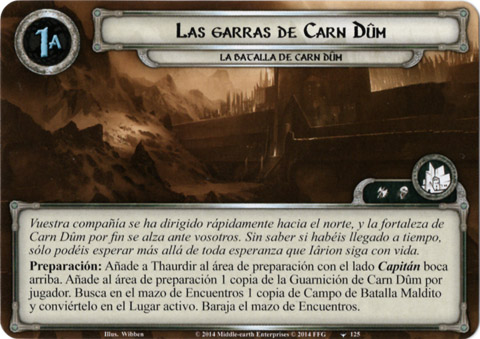 1A
LAS GARRAS DE CARN DÛM
LA BATALLA DE CARN DÛM
Vuestra compañía se ha dirigido rápidamente hacia el norte, y la fortaleza de
Carn Dûm por fin se alza ante vosotros. Sin saber si habéis llegado a tiempo,
sólo podéis esperar más allá de toda esperanza que Iârion siga con vida.
Preparación: Añade a Thaurdir al área de preparación con el lado Capitán boca
arriba. Añade al área de preparación 1 copia de la Guarnición de Carn Dûm por
jugador. Busca en el mazo de Encuentros 1 copia de Campo de Batalla Maldito
y conviértelo en el Lugar activo. Baraja el mazo de Encuentros.
Illus. Wibben © 2014 Middle-earth Enterprises © 2014 FFG 125